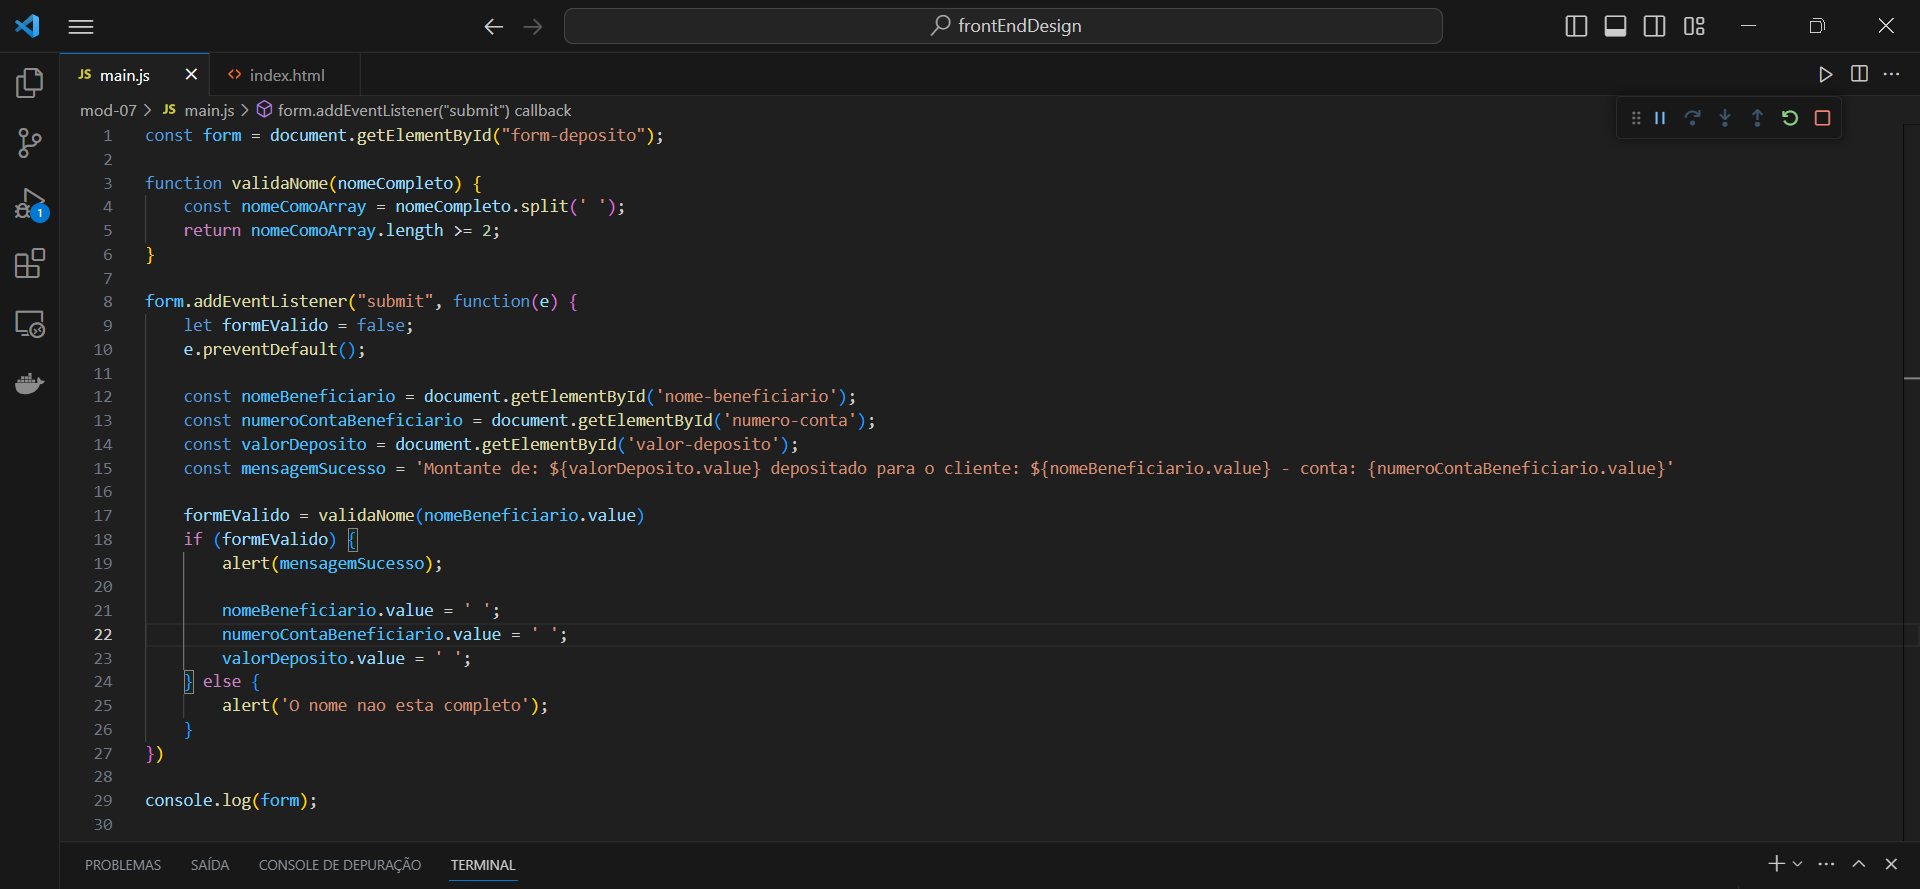 frontEndDesign
JS main.js
<> index.html
mod-07 > JS main.js > form.addEventListener("submit") callback
1 const form = document.getElementById("form-deposito");
2
3 function validaNome(nomeCompleto) {
4     const nomeComoArray = nomeCompleto.split(' ');
5     return nomeComoArray.length >= 2;
6 }
7
8 form.addEventListener("submit", function(e) {
9     let formEValido = false;
10     e.preventDefault();
11
12     const nomeBeneficiario = document.getElementById('nome-beneficiario');
13     const numeroContaBeneficiario = document.getElementById('numero-conta');
14     const valorDeposito = document.getElementById('valor-deposito');
15     const mensagemSucesso = 'Montante de: ${valorDeposito.value} depositado para o cliente: ${nomeBeneficiario.value} - conta: {numeroContaBeneficiario.value}'
16
17     formEValido = validaNome(nomeBeneficiario.value)
18     if (formEValido) {
19         alert(mensagemSucesso);
20
21         nomeBeneficiario.value = ' ';
22         numeroContaBeneficiario.value = ' ';
23         valorDeposito.value = ' ';
24     } else {
25         alert('O nome nao esta completo');
26     }
27 })
28
29 console.log(form);
30
1
PROBLEMAS SAÍDA CONSOLE DE DEPURAÇÃO TERMINAL